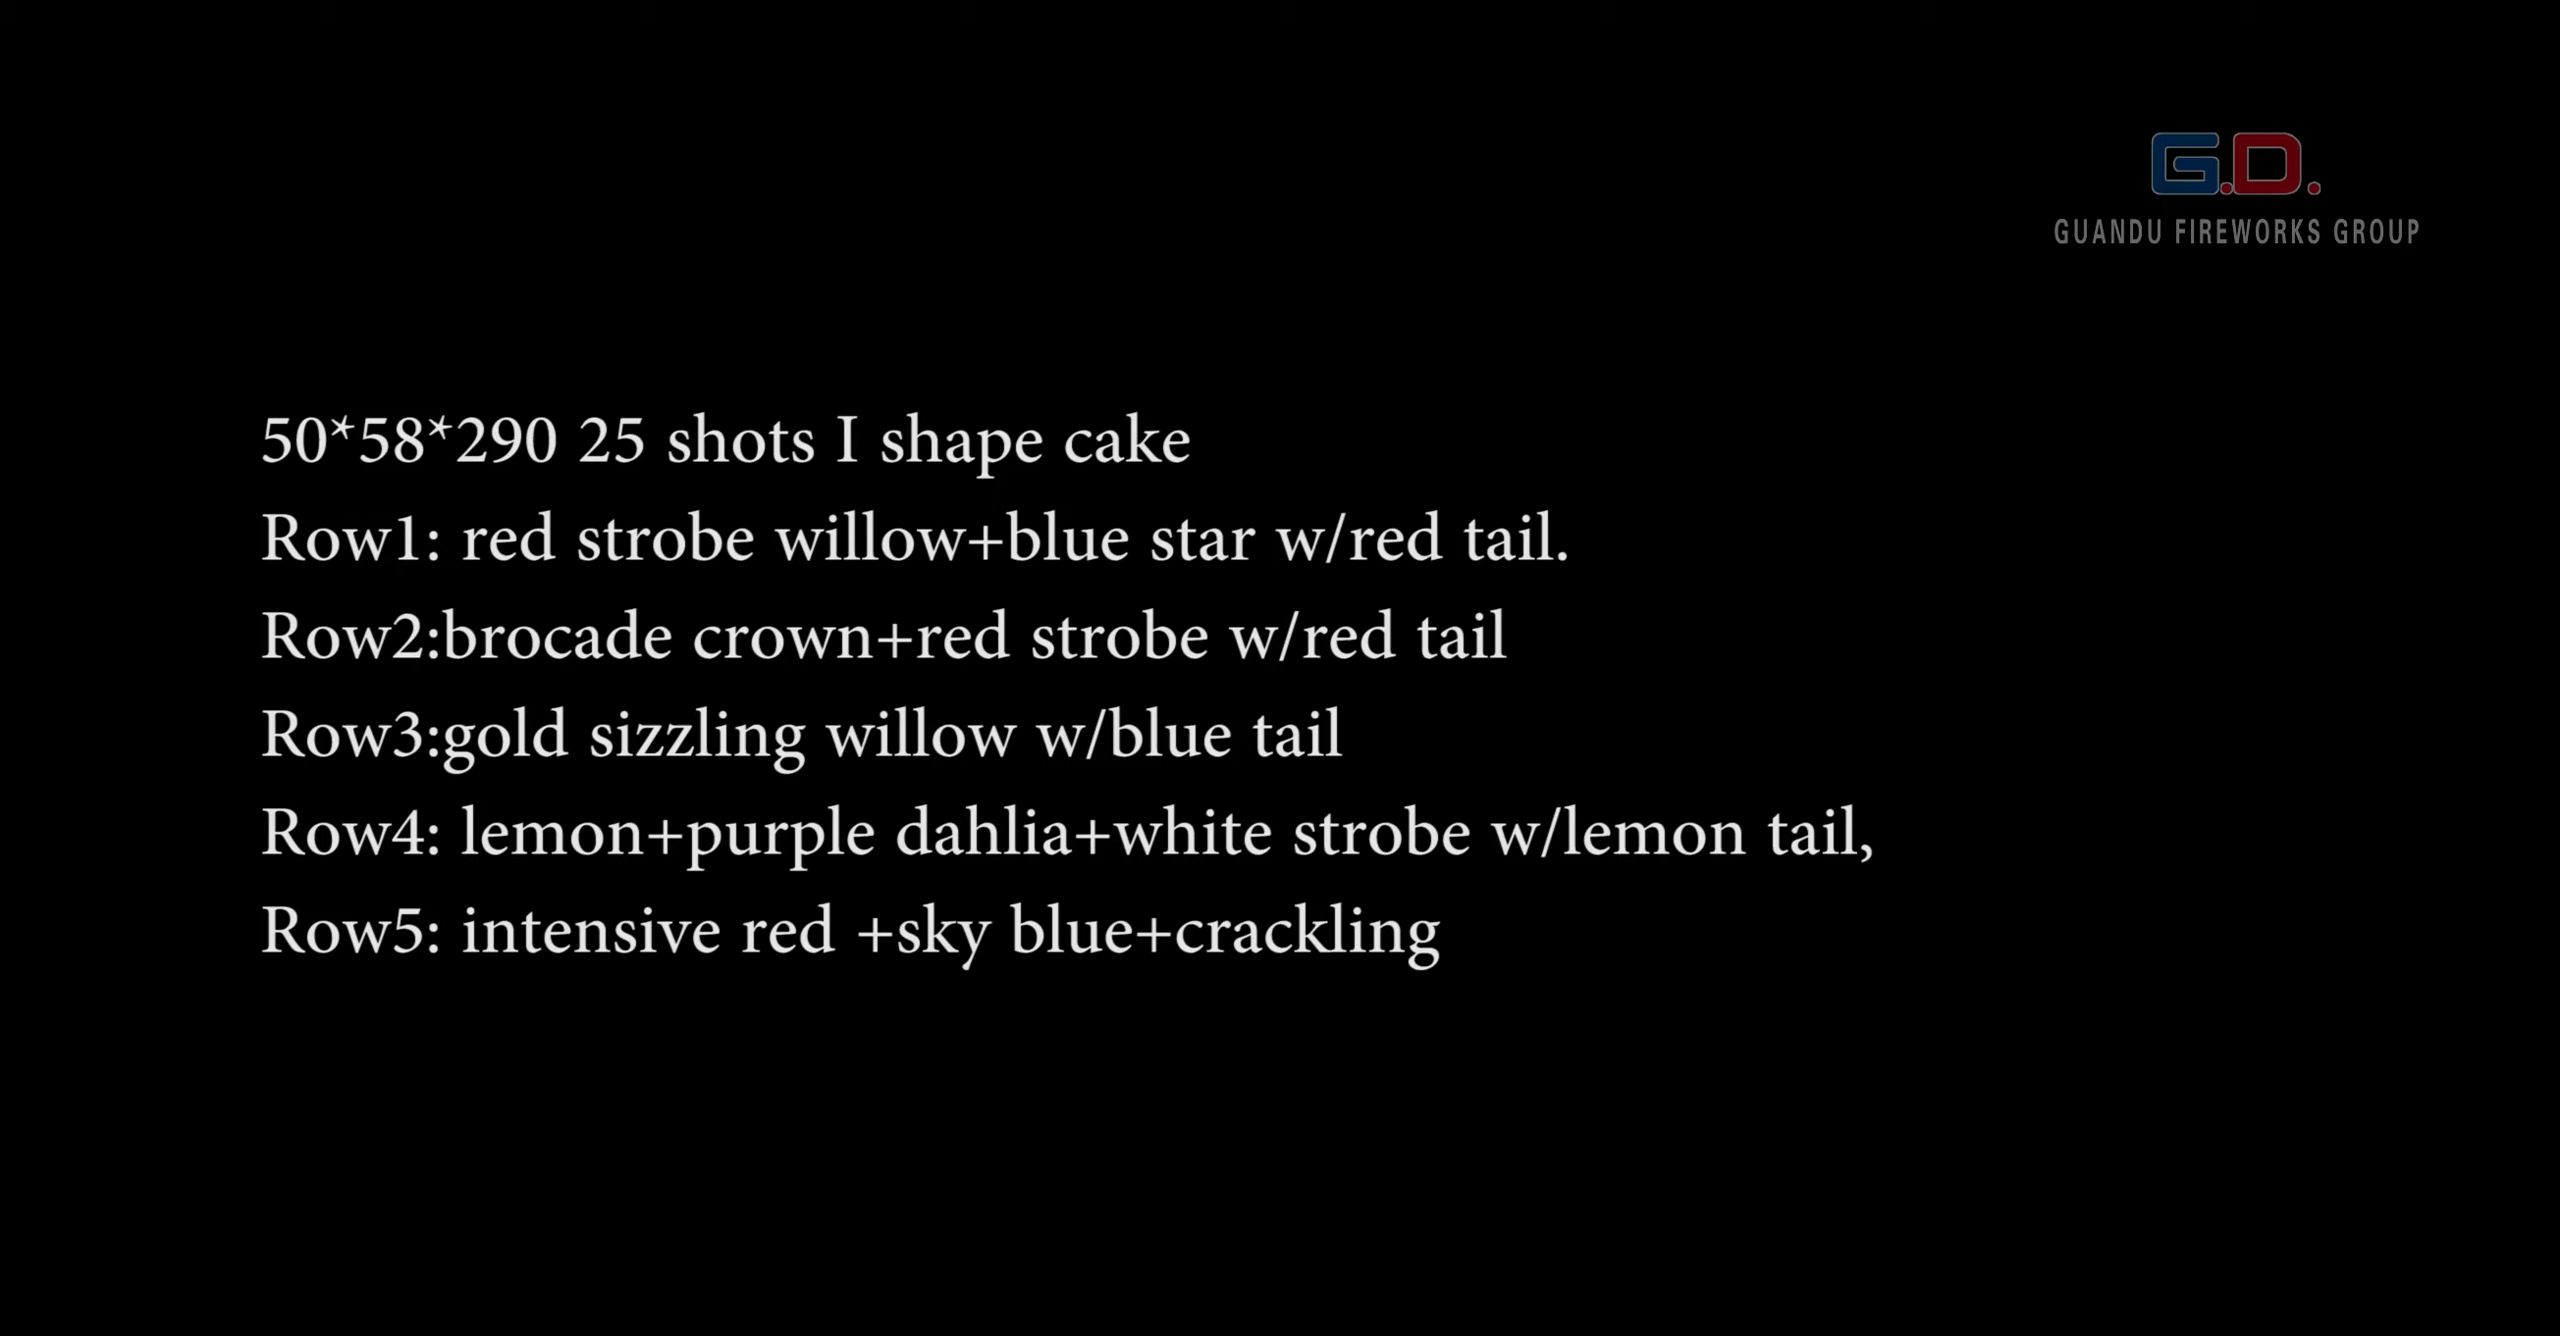 G.D.
GUANDU FIREWORKS GROUP
50*58*290 25 shots I shape cake
Row1: red strobe willow+blue star w/red tail.
Row2:brocade crown+red strobe w/red tail
Row3:gold sizzling willow w/blue tail
Row4: lemon+purple dahlia+white strobe w/lemon tail,
Row5: intensive red +sky blue+crackling